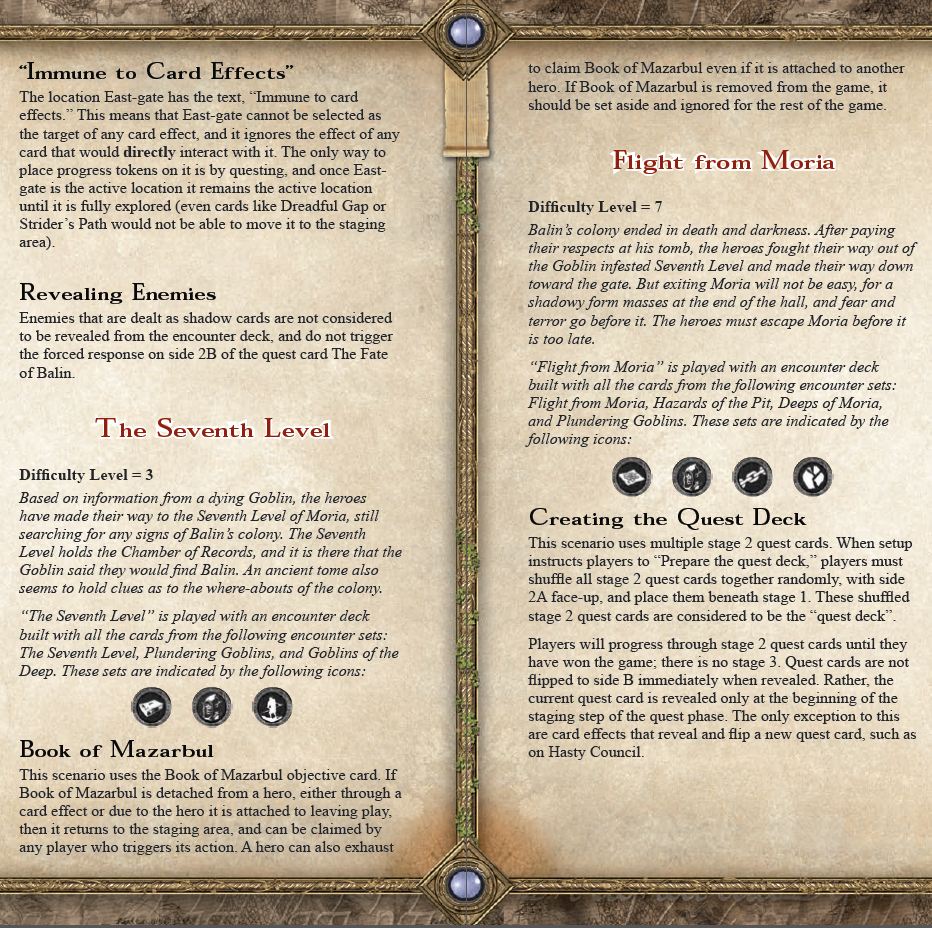 “Immune to Card Effects”
The location East-gate has the text, “Immune to card
effects.” This means that East-gate cannot be selected as
the target of any card effect, and it ignores the effect of any
card that would directly interact with it. The only way to
place progress tokens on it is by questing, and once East-
gate is the active location it remains the active location
until it is fully explored (even cards like Dreadful Gap or
Strider’s Path would not be able to move it to the staging
area).
Revealing Enemies
Enemies that are dealt as shadow cards are not considered
to be revealed from the encounter deck, and do not trigger
the forced response on side 2B of the quest card The Fate
of Balin.
The Seventh Level
Difficulty Level = 3
Based on information from a dying Goblin, the heroes
have made their way to the Seventh Level of Moria, still
searching for any signs of Balin’s colony. The Seventh
Level holds the Chamber of Records, and it is there that the
Goblin said they would find Balin. An ancient tome also
seems to hold clues as to the where-abouts of the colony.
“The Seventh Level” is played with an encounter deck
built with all the cards from the following encounter sets:
The Seventh Level, Plundering Goblins, and Goblins of the
Deep. These sets are indicated by the following icons:
Book of Mazarbul
This scenario uses the Book of Mazarbul objective card. If
Book of Mazarbul is detached from a hero, either through a
card effect or due to the hero it is attached to leaving play,
then it returns to the staging area, and can be claimed by
any player who triggers its action. A hero can also exhaust
to claim Book of Mazarbul even if it is attached to another
hero. If Book of Mazarbul is removed from the game, it
should be set aside and ignored for the rest of the game.
Flight from Moria
Difficulty Level = 7
Balin’s colony ended in death and darkness. After paying
their respects at his tomb, the heroes fought their way out of
the Goblin infested Seventh Level and made their way down
toward the gate. But exiting Moria will not be easy, for a
shadowy form masses at the end of the hall, and fear and
terror go before it. The heroes must escape Moria before it
is too late.
“Flight from Moria” is played with an encounter deck
built with all the cards from the following encounter sets:
Flight from Moria, Hazards of the Pit, Deeps of Moria,
and Plundering Goblins. These sets are indicated by the
following icons:
Creating the Quest Deck
This scenario uses multiple stage 2 quest cards. When setup
instructs players to “Prepare the quest deck,” players must
shuffle all stage 2 quest cards together randomly, with side
2A face-up, and place them beneath stage 1. These shuffled
stage 2 quest cards are considered to be the “quest deck”.
Players will progress through stage 2 quest cards until they
have won the game; there is no stage 3. Quest cards are not
flipped to side B immediately when revealed. Rather, the
current quest card is revealed only at the beginning of the
staging step of the quest phase. The only exception to this
are card effects that reveal and flip a new quest card, such as
on Hasty Council.